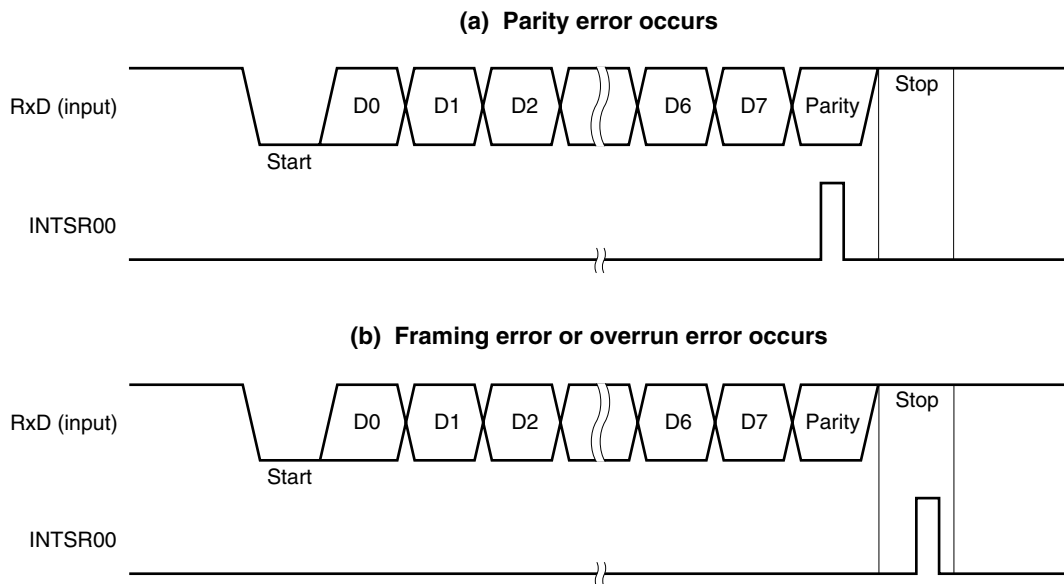 (a) Parity error occurs
RxD (input)
D0 D1 D2 D6 D7 Parity Stop
Start
INTSR00
(b) Framing error or overrun error occurs
RxD (input)
D0 D1 D2 D6 D7 Parity Stop
Start
INTSR00